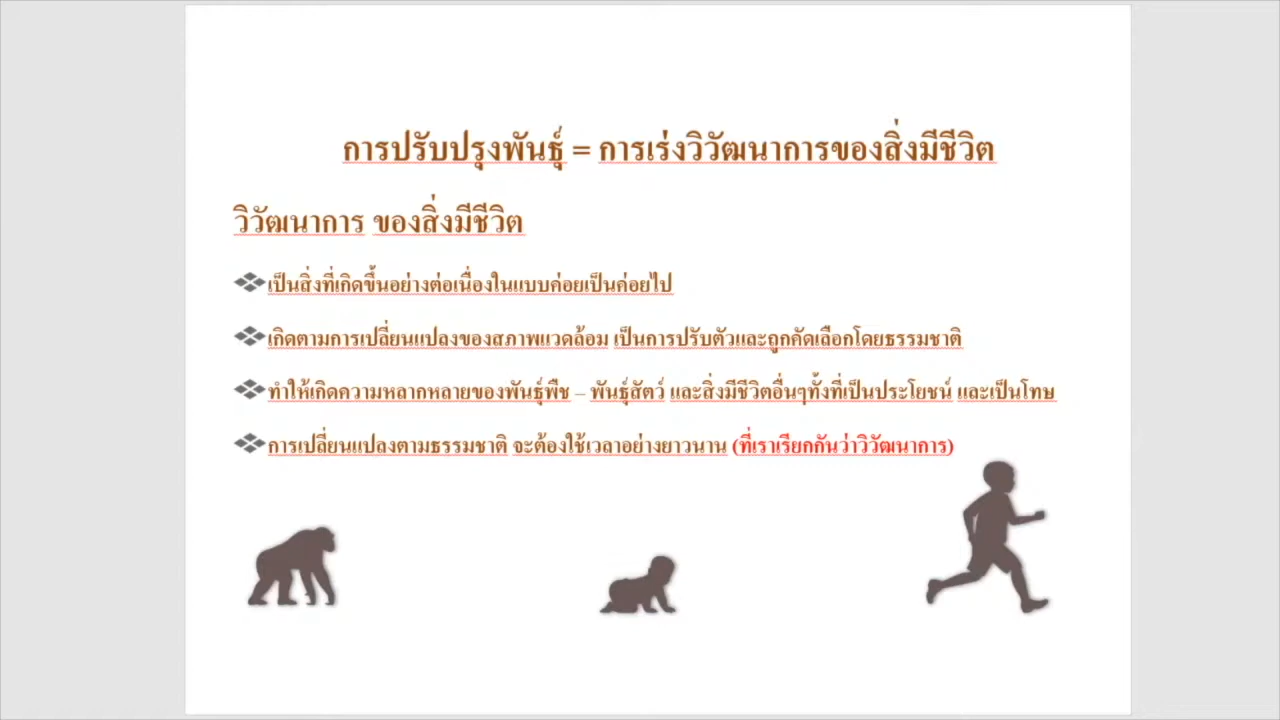 การปรับปรุงพันธุ์ = การเร่งวิวัฒนาการของสิ่งมีชีวิต
วิวัฒนาการ ของสิ่งมีชีวิต
เป็นสิ่งที่เกิดขึ้นอย่างต่อเนื่องในแบบค่อยเป็นค่อยไป
เกิดตามการเปลี่ยนแปลงของสภาพแวดล้อม เป็นการปรับตัวและถูกคัดเลือกโดยธรรมชาติ
ทำให้เกิดความหลากหลายของพันธุ์พืช – พันธุ์สัตว์ และสิ่งมีชีวิตอื่นๆทั้งที่เป็นประโยชน์ และเป็นโทษ
การเปลี่ยนแปลงตามธรรมชาติ จะต้องใช้เวลาอย่างยาวนาน (ที่เราเรียกกันว่าวิวัฒนาการ)